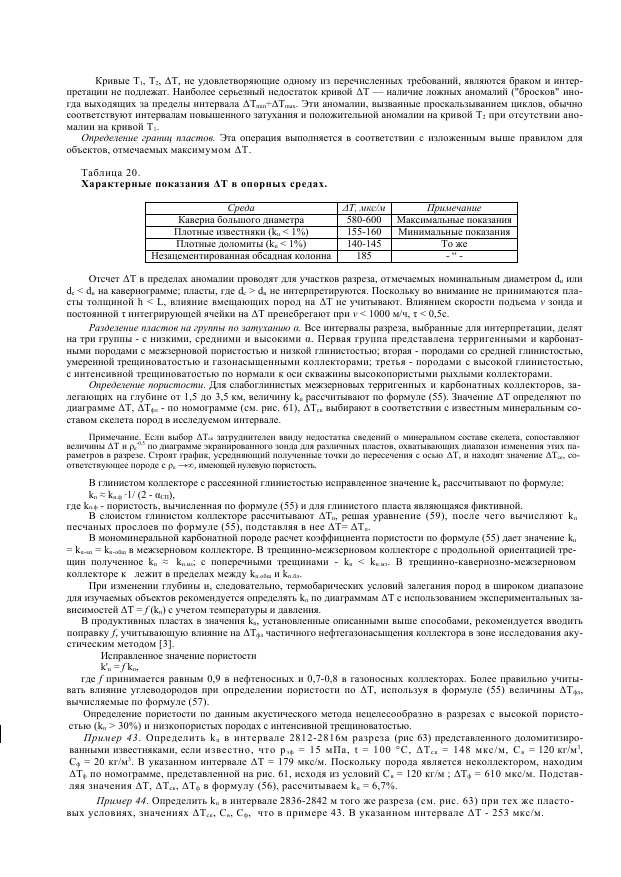 Кривые T₁, T₂, ΔT, не удовлетворяющие одному из перечисленных требований, являются браком и интер-
претации не подлежат. Наиболее серьезный недостаток кривой ΔT — наличие ложных аномалий ("бросков" ино-
гда выходящих за пределы интервала ΔTmin÷ΔTmax. Эти аномалии, вызванные проскальзыванием циклов, обычно
соответствуют интервалам повышенного затухания и положительной аномалии на кривой T₂ при отсутствии ано-
малии на кривой T₁.
Определение границ пластов. Эта операция выполняется в соответствии с изложенным выше правилом для
объектов, отмечаемых максимумом ΔT.
Таблица 20.
Характерные показания ΔT в опорных средах.
Среда ΔT, мкс/м Примечание
Каверна большого диаметра 580-600 Максимальные показания
Плотные известняки (kп < 1%) 155-160 Минимальные показания
Плотные доломиты (kп < 1%) 140-145 То же
Незацементированная обсадная колонна 185 - “ -
Отсчет ΔT в пределах аномалии проводят для участков разреза, отмечаемых номинальным диаметром dн или
dс < dн на кавернограмме; пласты, где dс > dн не интерпретируются. Поскольку во внимание не принимаются пла-
сты толщиной h < L, влияние вмещающих пород на ΔT не учитывают. Влиянием скорости подъема v зонда и
постоянной τ интегрирующей ячейки на ΔT пренебрегают при v < 1000 м/ч, τ < 0,5с.
Разделение пластов на группы по затуханию α. Все интервалы разреза, выбранные для интерпретации, делят
на три группы - с низкими, средними и высокими α. Первая группа представлена терригенными и карбонат-
ными породами с межзерновой пористостью и низкой глинистостью; вторая - породами со средней глинистостью,
умеренной трещиноватостью и газонасыщенными коллекторами; третья - породами с высокой глинистостью,
с интенсивной трещиноватостью по нормали к оси скважины высокопористыми рыхлыми коллекторами.
Определение пористости. Для слабоглинистых межзерновых терригенных и карбонатных коллекторов, за-
легающих на глубине от 1,5 до 3,5 км, величину kп рассчитывают по формуле (55). Значение ΔT определяют по
диаграмме ΔT, ΔTфл - по номограмме (см. рис. 61), ΔTск выбирают в соответствии с известным минеральным со-
ставом скелета пород в исследуемом интервале.
Примечание. Если выбор ΔTск затруднителен ввиду недостатка сведений о минеральном составе скелета, сопоставляют
величины ΔT и ρк⁰·⁵ по диаграмме экранированного зонда для различных пластов, охватывающих диапазон изменения этих па-
раметров в разрезе. Строят график, усредняющий полученные точки до пересечения с осью ΔT, и находят значение ΔTск, со-
ответствующее породе с ρк →∞, имеющей нулевую пористость.
В глинистом коллекторе с рассеянной глинистостью исправленное значение kп рассчитывают по формуле:
kп ≈ kп.ф ·1/ (2 - αСП),
где kп.ф - пористость, вычисленная по формуле (55) и для глинистого пласта являющаяся фиктивной.
В слоистом глинистом коллекторе рассчитывают ΔTп, решая уравнение (59), после чего вычисляют kп
песчаных прослоев по формуле (55), подставляя в нее ΔT= ΔTп.
В мономинеральной карбонатной породе расчет коэффициента пористости по формуле (55) дает значение kп
= kп-мз = kп-общ в межзерновом коллекторе. В трещинно-межзерновом коллекторе с продольной ориентацией тре-
щин полученное kп ≈ kп.мз, с поперечными трещинами - kп < kп.мз. В трещинно-кавернозно-межзерновом
коллекторе k лежит в пределах между kп.общ и kп.бл.
При изменении глубины и, следовательно, термобарических условий залегания пород в широком диапазоне
для изучаемых объектов рекомендуется определять kп по диаграммам ΔT с использованием экспериментальных за-
висимостей ΔT = f (kп) с учетом температуры и давления.
В продуктивных пластах в значения kп, установленные описанными выше способами, рекомендуется вводить
поправку f, учитывающую влияние на ΔTфл частичного нефтегазонасыщения коллектора в зоне исследования аку-
стическим методом [3].
Исправленное значение пористости
k'п = f kп,
где f принимается равным 0,9 в нефтеносных и 0,7-0,8 в газоносных коллекторах. Более правильно учиты-
вать влияние углеводородов при определении пористости по ΔT, используя в формуле (55) величины ΔTфл,
вычисляемые по формуле (57).
Определение пористости по данным акустического метода нецелесообразно в разрезах с высокой пористо-
стью (kп > 30%) и низкопористых породах с интенсивной трещиноватостью.
Пример 43. Определить kп в интервале 2812-2816м разреза (рис 63) представленного доломитизиро-
ванными известняками, если известно, что pэф = 15 мПа, t = 100 °С, ΔTск = 148 мкс/м, Cв = 120 кг/м³,
Cф = 20 кг/м³. В указанном интервале ΔT = 179 мкс/м. Поскольку порода является неколлектором, находим
ΔTф по номограмме, представленной на рис. 61, исходя из условий Cв = 120 кг/м ; ΔTф = 610 мкс/м. Подстав-
ляя значения ΔT, ΔTск, ΔTф в формулу (56), рассчитываем kп = 6,7%.
Пример 44. Определить kп в интервале 2836-2842 м того же разреза (см. рис. 63) при тех же пласто-
вых условиях, значениях ΔTск, Cв, Cф, что в примере 43. В указанном интервале ΔT - 253 мкс/м.